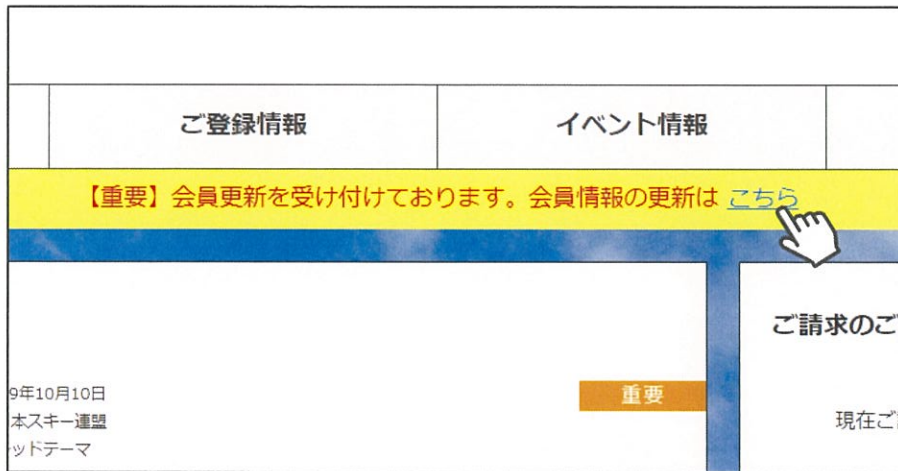 ご登録情報
イベント情報
【重要】会員更新を受け付けております。会員情報の更新は こちら
ご請求のご
9年10月10日
重要
本スキー連盟
現在ご
ッドテーマ